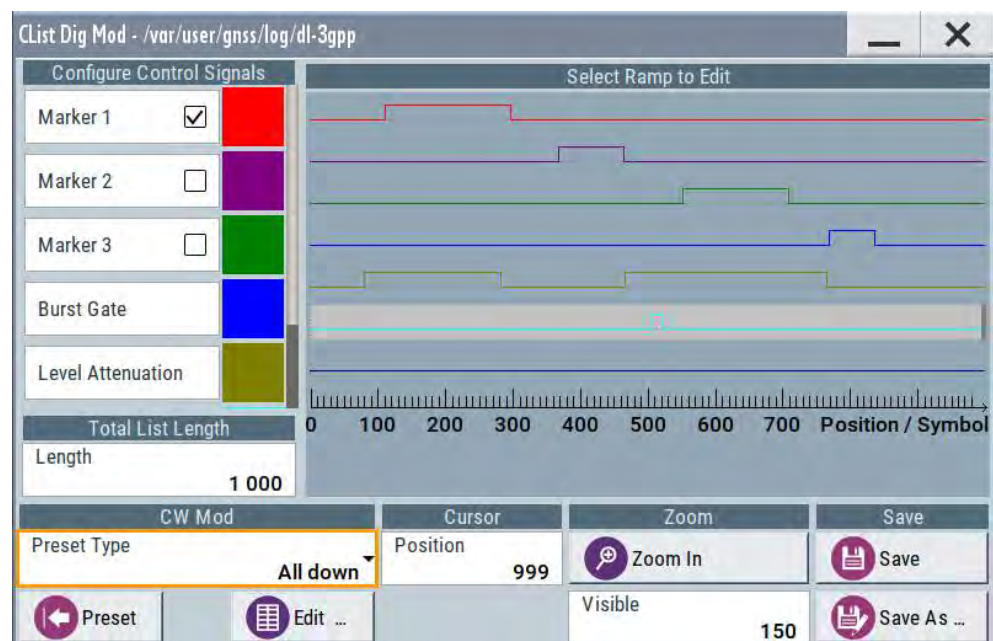 CList Dig Mod - /var/user/gnss/log/dl-3gpp
Configure Control Signals
Select Ramp to Edit
Marker 1
Marker 2
Marker 3
Burst Gate
Level Attenuation
0 100 200 300 400 500 600 700 Position / Symbol
Total List Length
Length
1 000
CW Mod
Cursor
Zoom
Save
Preset Type
All down
Position
999
Zoom In
Save
Preset
Edit ...
Visible
150
Save As ...